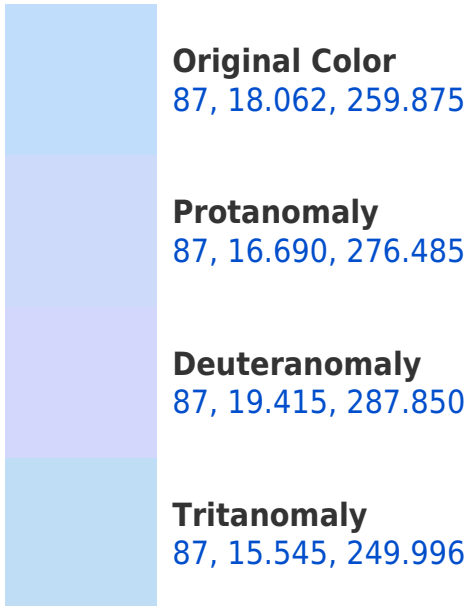 Original Color
87, 18.062, 259.875
Protanomaly
87, 16.690, 276.485
Deuteranomaly
87, 19.415, 287.850
Tritanomaly
87, 15.545, 249.996